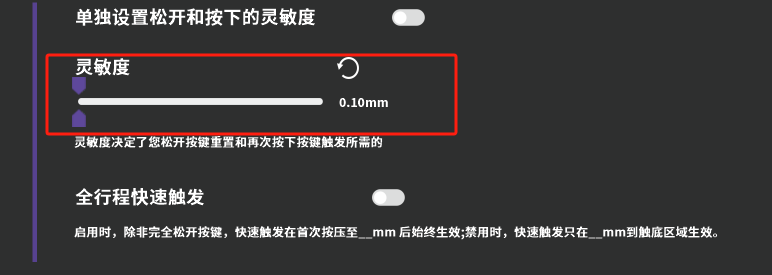 单独设置松开和按下的灵敏度
灵敏度
0.10mm
灵敏度决定了您松开按键重置和再次按下按键触发所需的
全行程快速触发
启用时，除非完全松开按键，快速触发在首次按压至__mm 后始终生效;禁用时，快速触发只在__mm到触底区域生效。